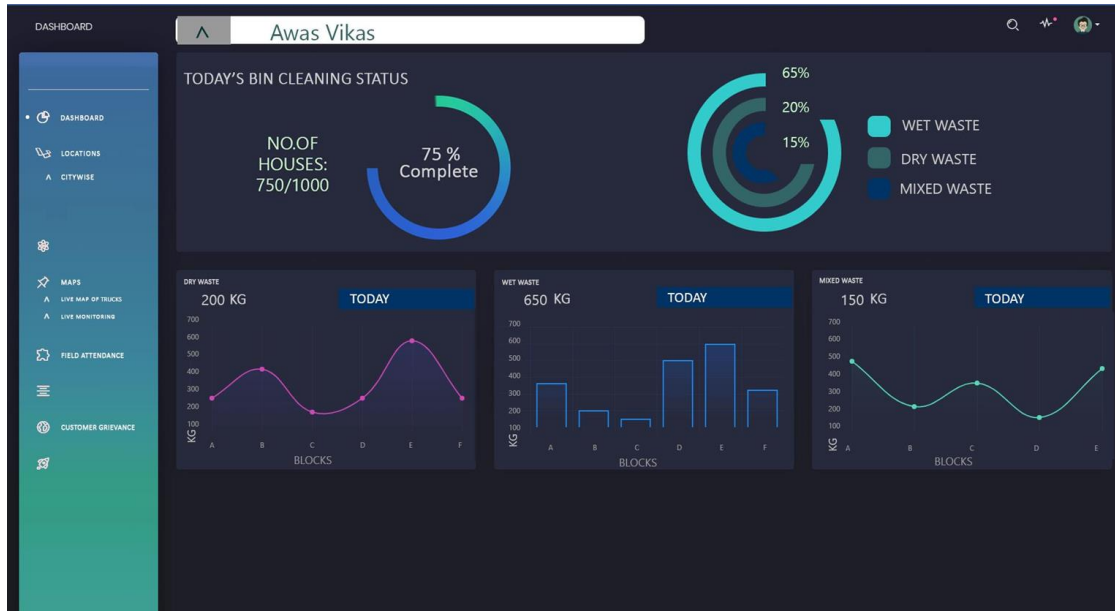 DASHBOARD
Awas Vikas
DASHBOARD
LOCATIONS
CITYWISE
MAPS
LIVE MAP OF TRUCKS
LIVE MONITORING
FIELD ATTENDANCE
CUSTOMER GRIEVANCE
TODAY'S BIN CLEANING STATUS
NO.OF
HOUSES:
750/1000
75 %
Complete
65%
20%
15%
WET WASTE
DRY WASTE
MIXED WASTE
DRY WASTE
200 KG
TODAY
700
600
500
400
300
200
100
KG
A B C D E F
BLOCKS
WET WASTE
650 KG
TODAY
700
600
500
400
300
200
100
KG
A B C D E F
BLOCKS
MIXED WASTE
150 KG
TODAY
700
600
500
400
300
200
100
KG
A B C D E
BLOCKS